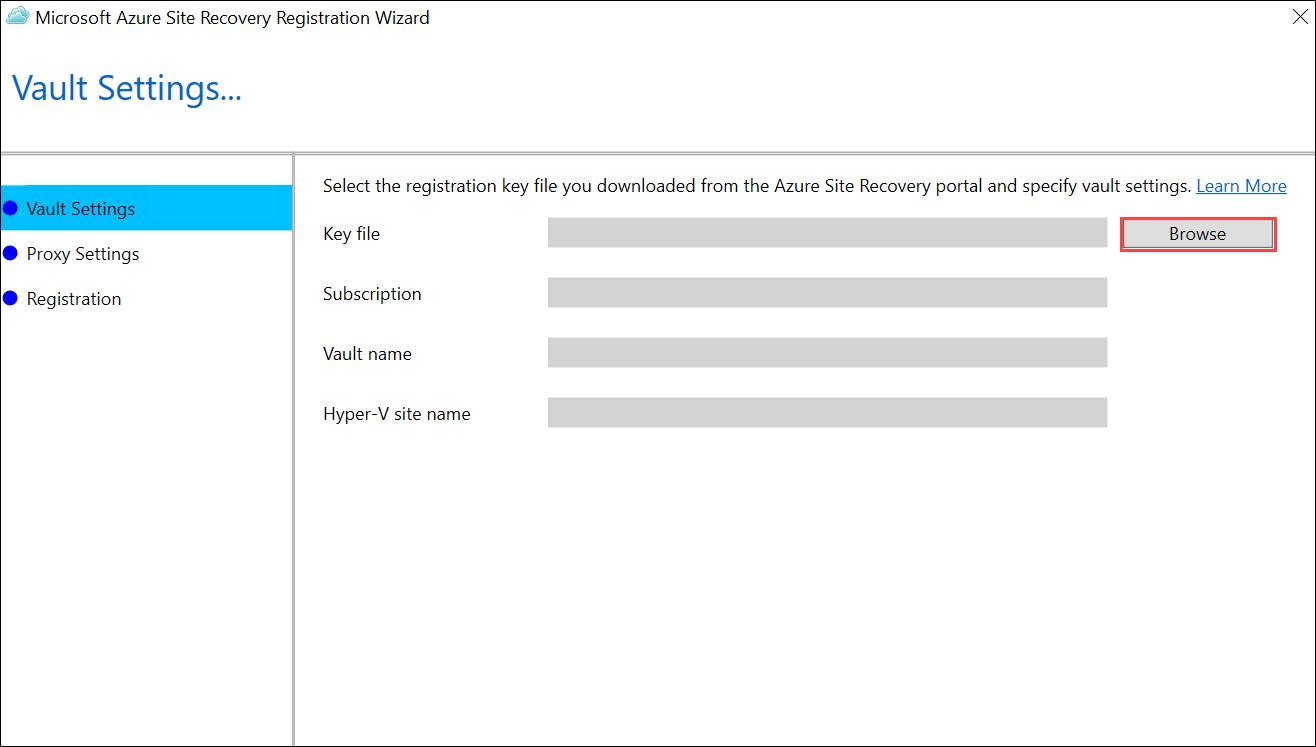 Microsoft Azure Site Recovery Registration Wizard
Vault Settings...
Vault Settings
Proxy Settings
Registration
Select the registration key file you downloaded from the Azure Site Recovery portal and specify vault settings. Learn More
Key file
Browse
Subscription
Vault name
Hyper-V site name